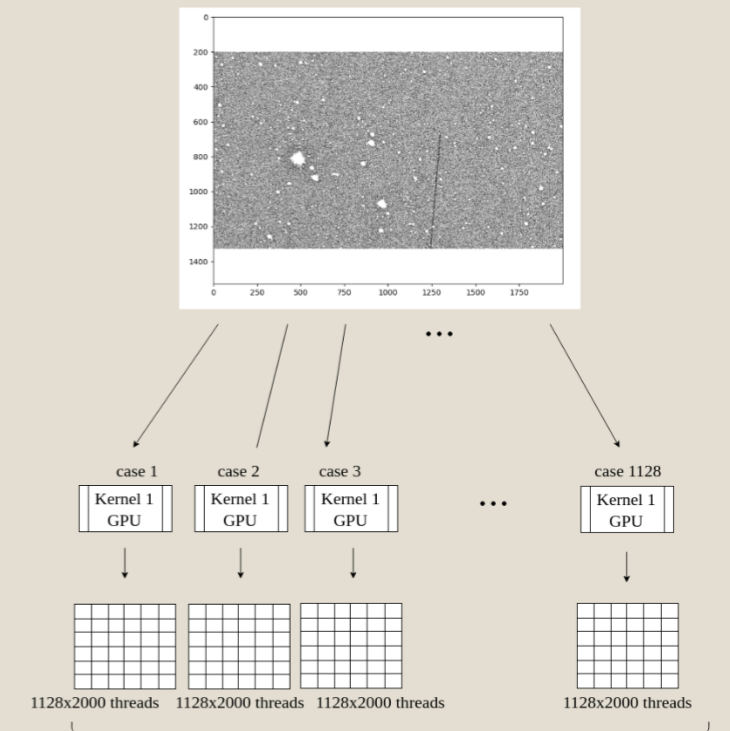 0
200
400
600
800
1000
1200
1400
0 250 500 750 1000 1250 1500 1750
...
case 1 case 2 case 3 case 1128
Kernel 1 Kernel 1 Kernel 1 ... Kernel 1
GPU GPU GPU GPU
1128x2000 threads 1128x2000 threads 1128x2000 threads 1128x2000 threads